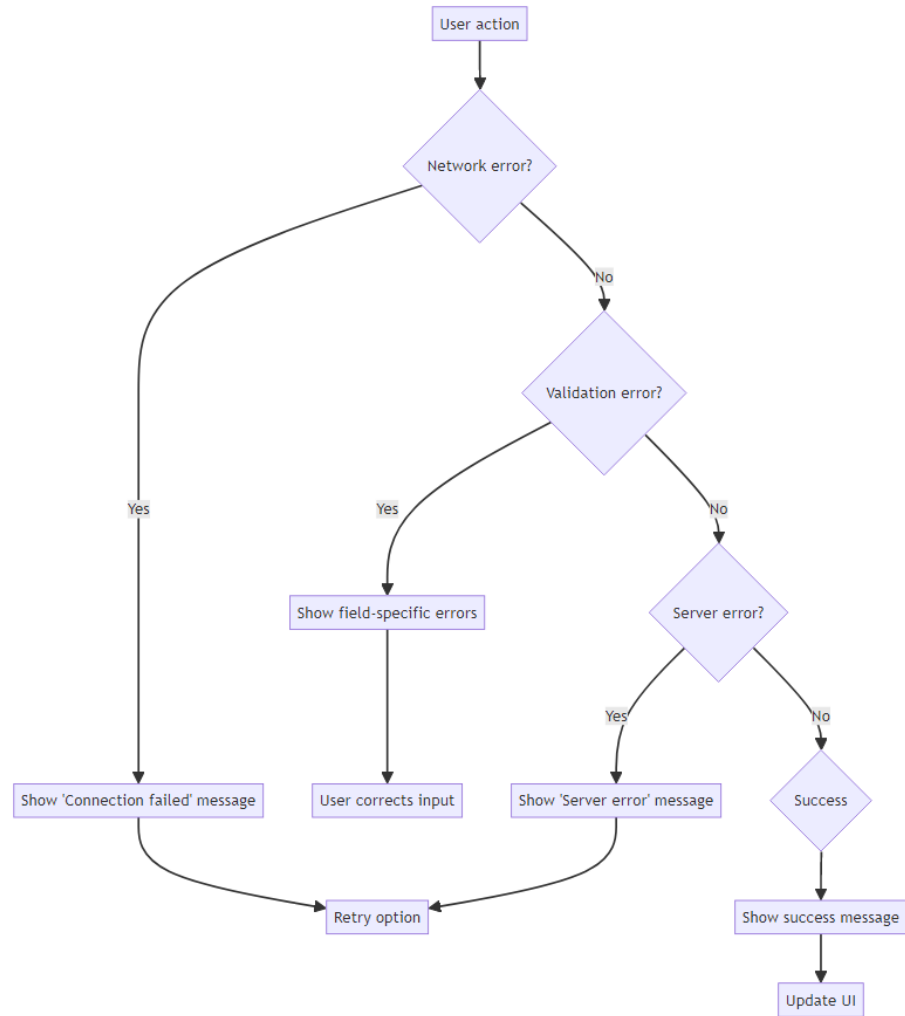 User action
Network error?
No
Validation error?
Yes
Yes
No
Show field-specific errors
Server error?
Yes
No
Show 'Connection failed' message
User corrects input
Show 'Server error' message
Success
Retry option
Show success message
Update UI